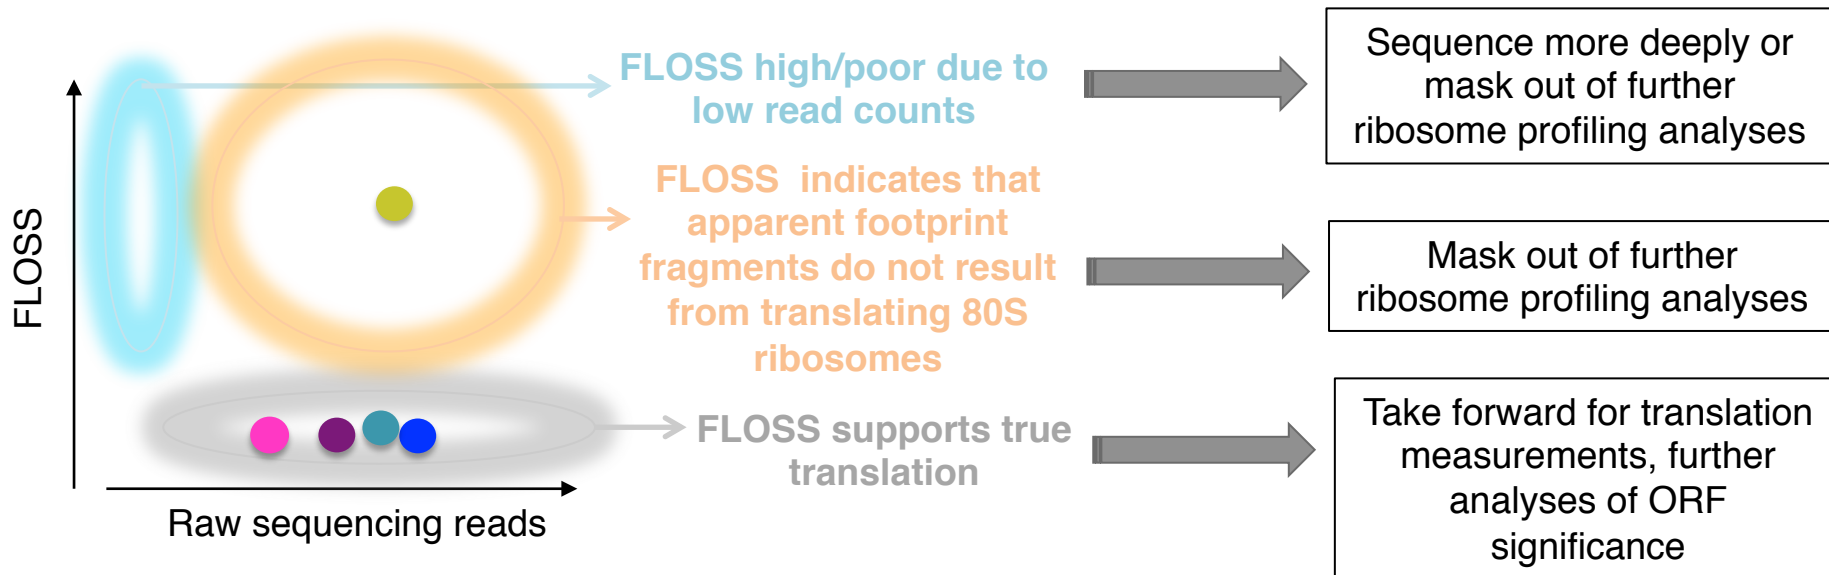 FLOSS
Raw sequencing reads
FLOSS high/poor due to
low read counts
FLOSS indicates that
apparent footprint
fragments do not result
from translating 80S
ribosomes
FLOSS supports true
translation
Sequence more deeply or
mask out of further
ribosome profiling analyses
Mask out of further
ribosome profiling analyses
Take forward for translation
measurements, further
analyses of ORF
significance